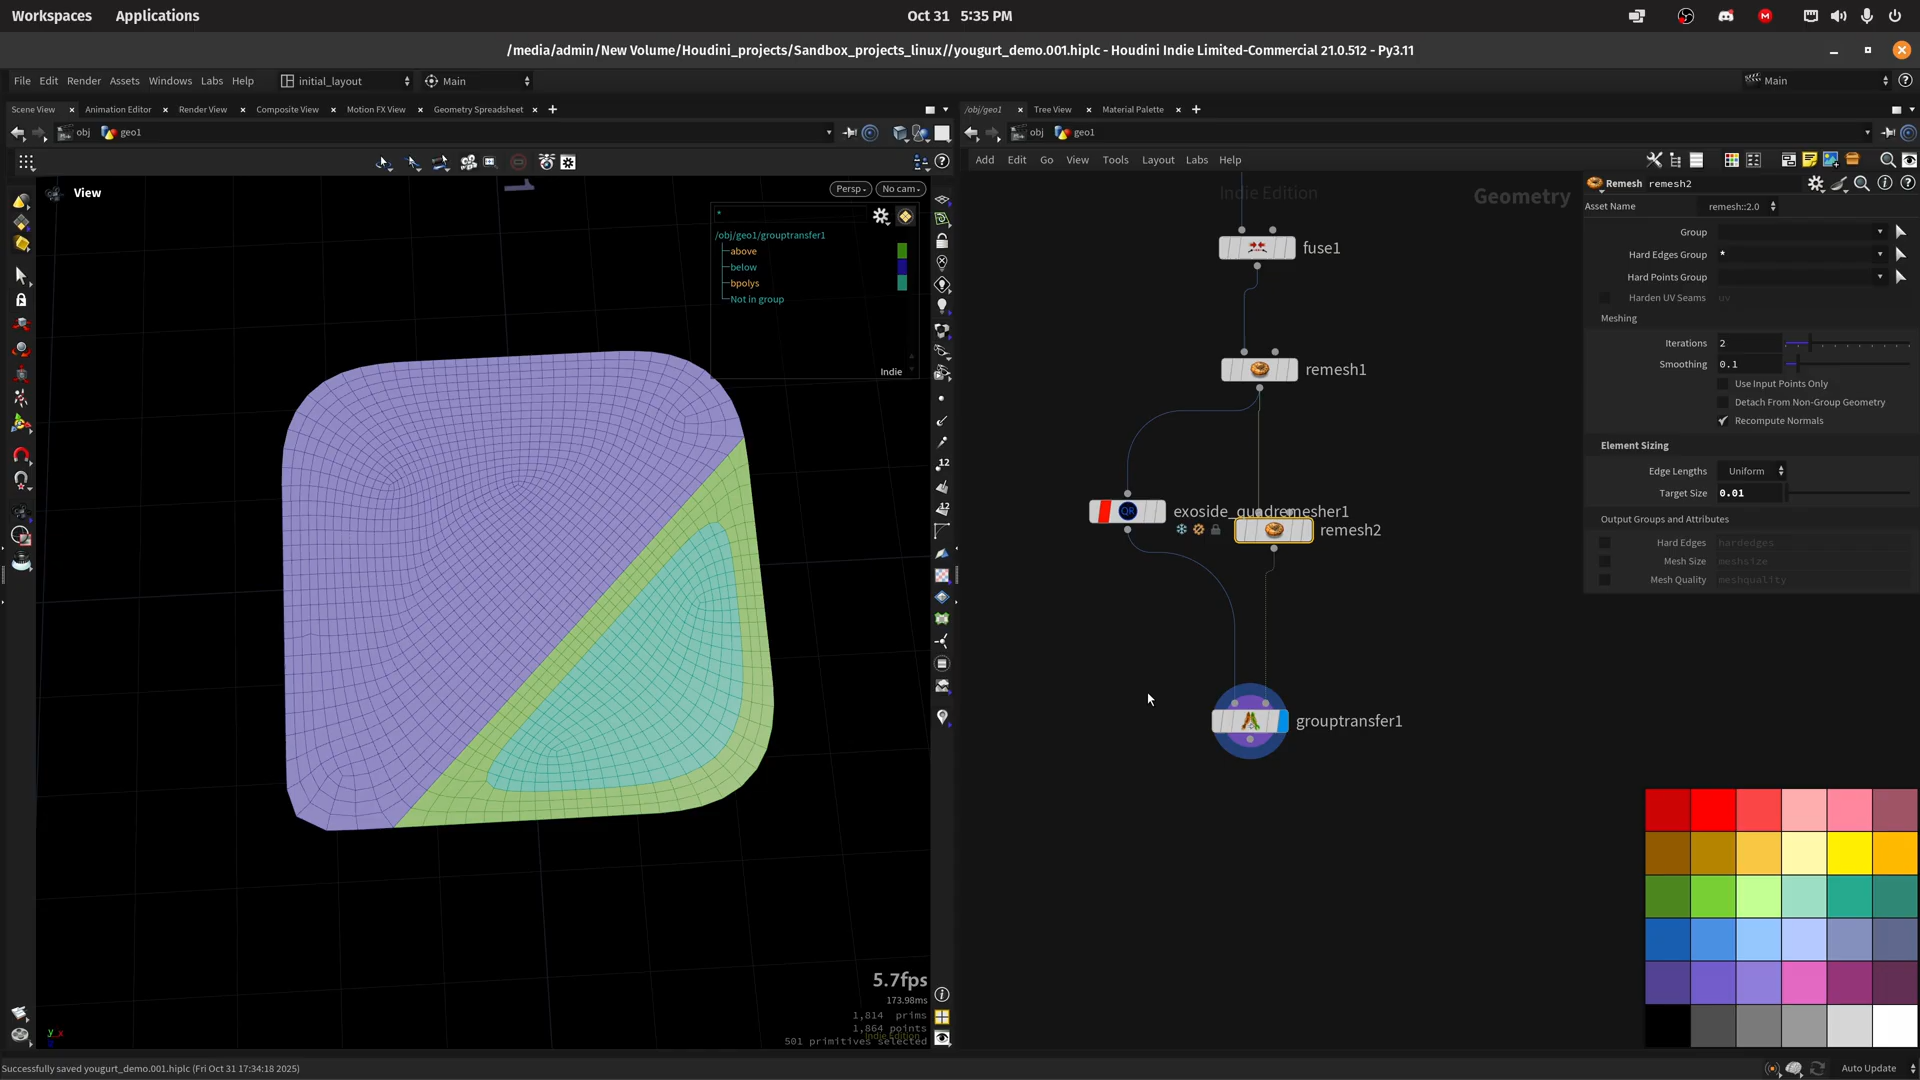 Workspaces Applications Oct 31 5:35 PM
/media/admin/New Volume/Houdini_projects/Sandbox_projects_linux//yougurt_demo.001.hiplc - Houdini Indie Limited-Commercial 21.0.512 - Py3.11
File Edit Render Assets Windows Labs Help initial_layout Main Main
Scene View Animation Editor Render View Composite View Motion FX View Geometry Spreadsheet
/obj/geo1 Tree View Material Palette
obj geo1
obj geo1
Add Edit Go View Tools Layout Labs Help
View
Persp No cam
*
/obj/geo1/grouptransfer1
above
below
bpolys
Not in group
Indie
12
12
5.7fps
173.98ms
1,814 prims
1,864 points
Indie Edition
501 primitives selected
y x
Indie Edition
Geometry
fuse1
remesh1
exoside_quadremesher1
QR
remesh2
grouptransfer1
Remesh remesh2
Asset Name remesh::2.0
Group
Hard Edges Group *
Hard Points Group
Harden UV Seams uv
Meshing
Iterations 2
Smoothing 0.1
Use Input Points Only
Detach From Non-Group Geometry
Recompute Normals
Element Sizing
Edge Lengths Uniform
Target Size 0.01
Output Groups and Attributes
Hard Edges hardedges
Mesh Size meshsize
Mesh Quality meshquality
Successfully saved yougurt_demo.001.hiplc (Fri Oct 31 17:34:18 2025)
Auto Update